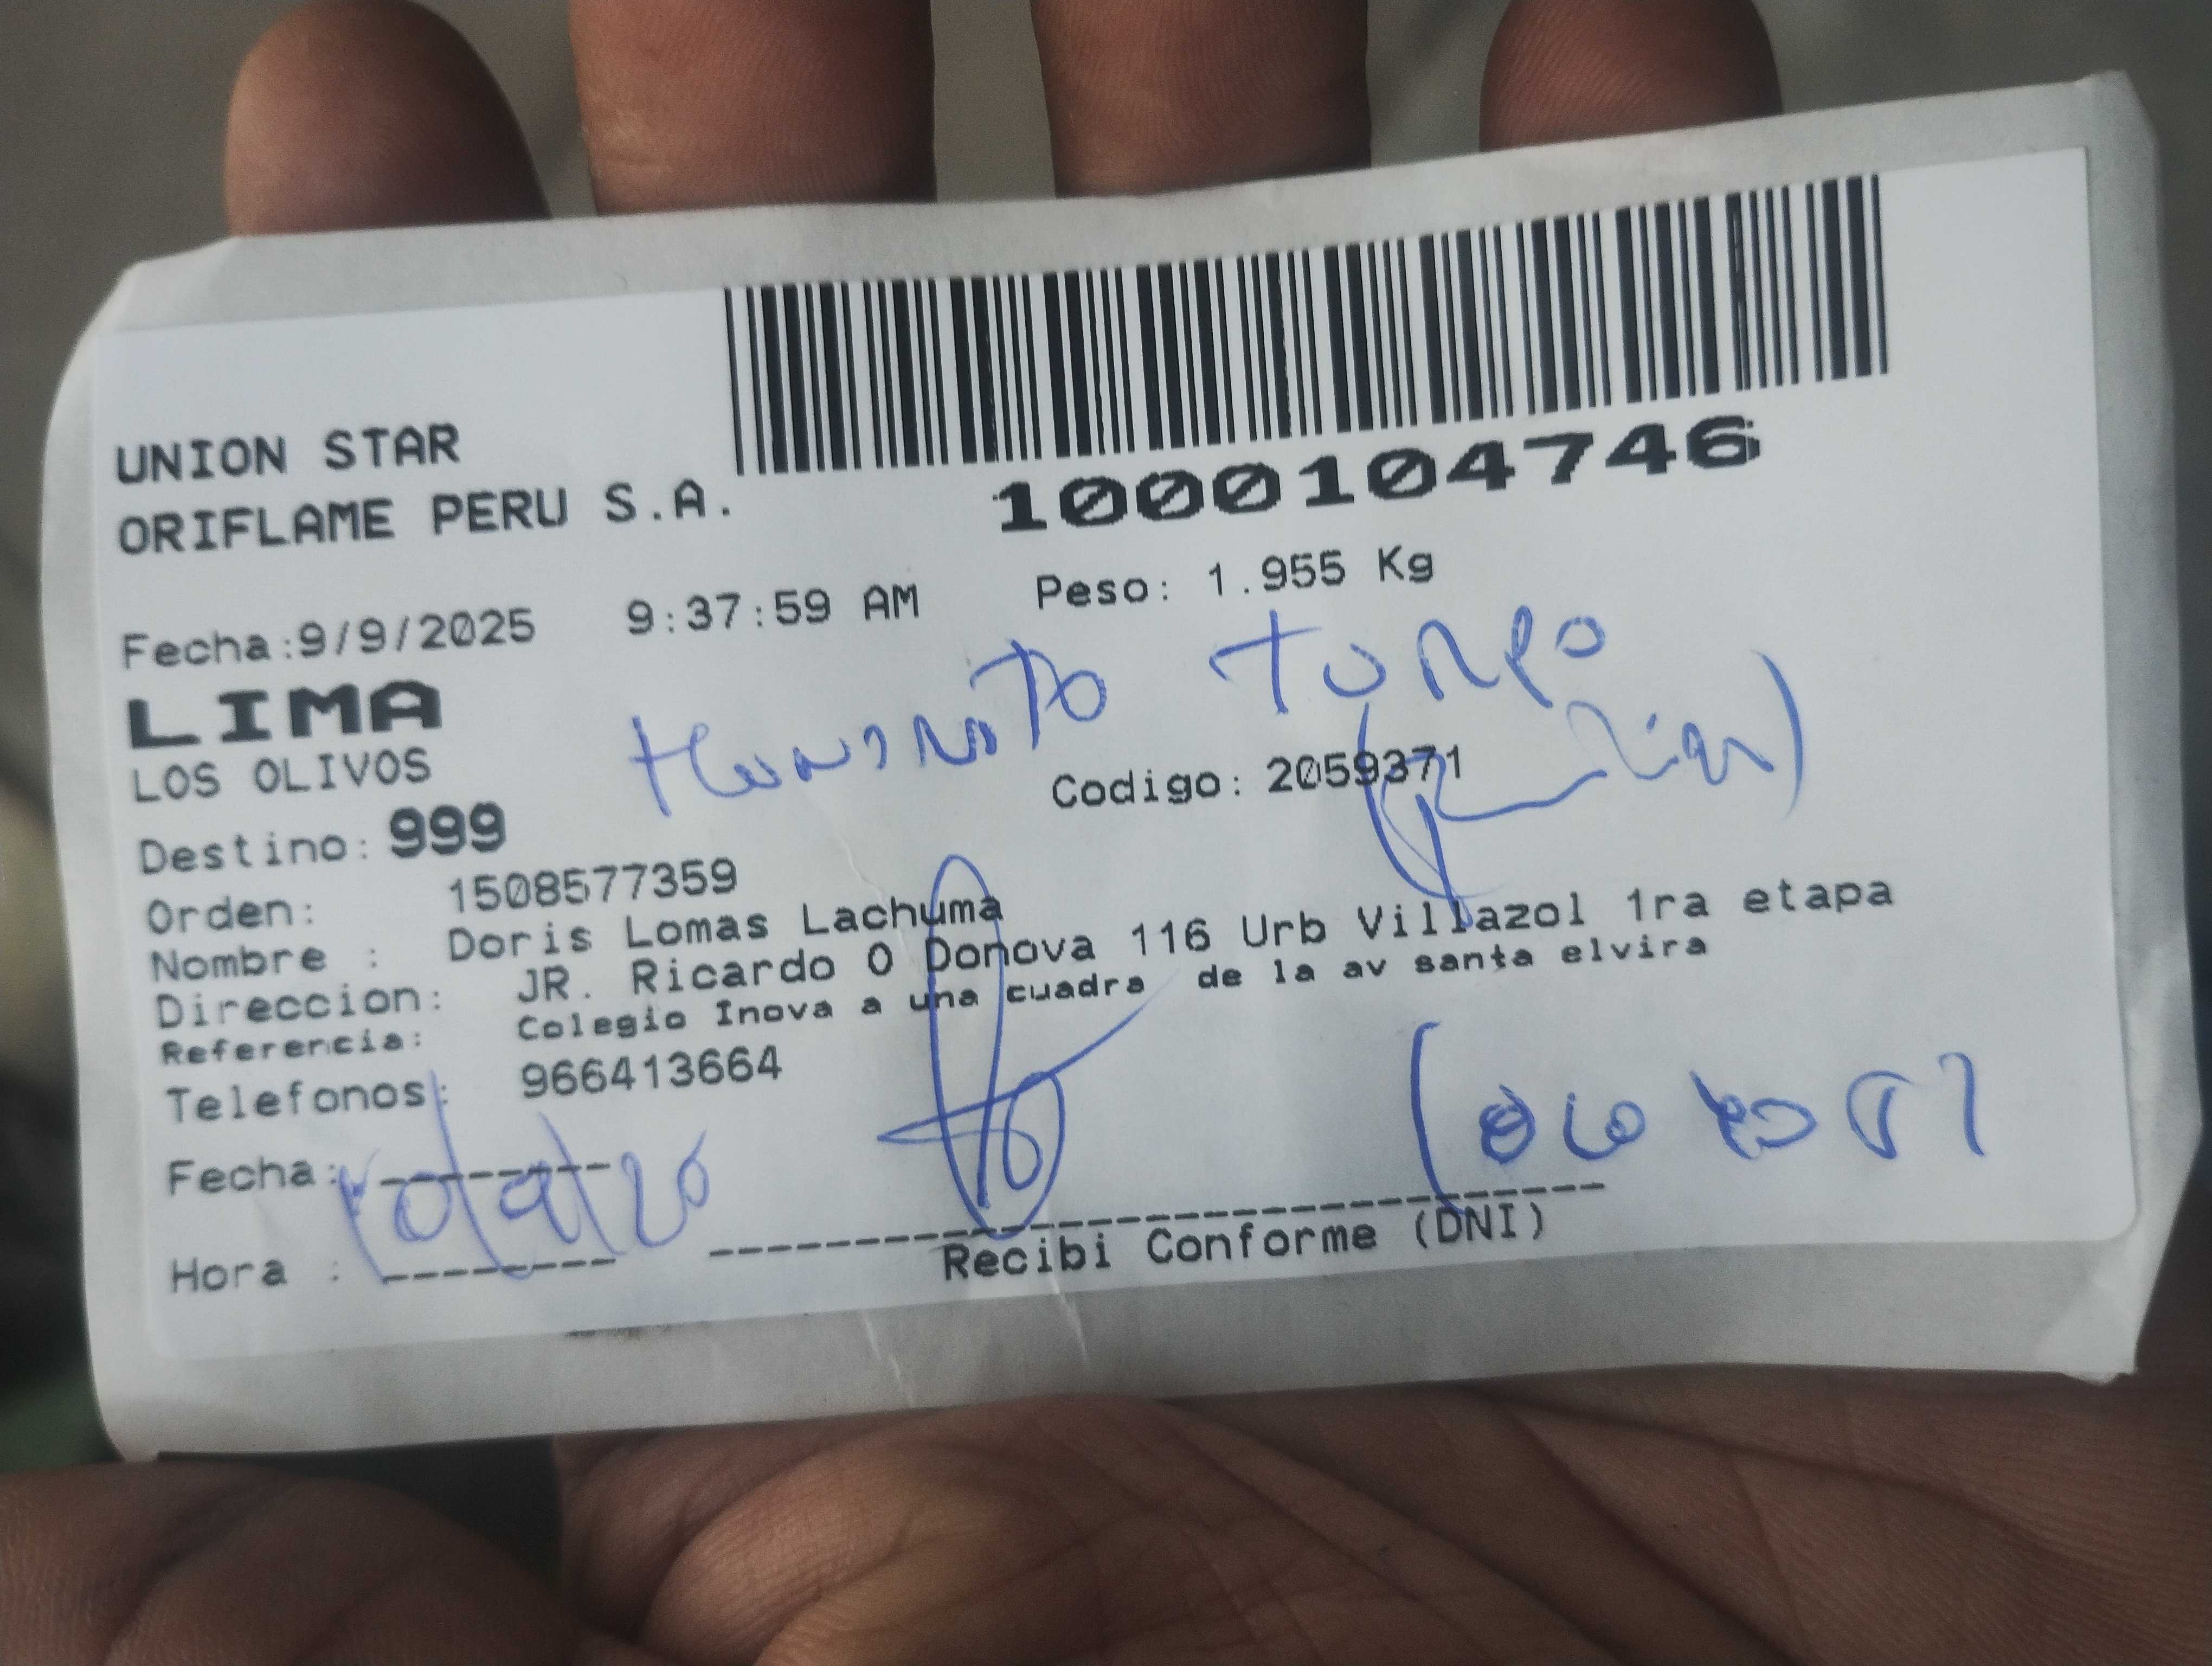 UNION STAR
ORIFLAME PERU S.A.
1000104746
Fecha:9/9/2025 9:37:59 AM Peso: 1.955 Kg
LIMA
LOS OLIVOS
Codigo: 2059371
Destino: 999
Orden: 1508577359
Nombre : Doris Lomas Lachuma
Direccion: JR. Ricardo O Donova 116 Urb Villazol 1ra etapa
Referencia: Colegio Inova a una cuadra de la av santa elvira
Telefonos: 966413664
Fecha:
Hora :
Recibi Conforme (DNI)